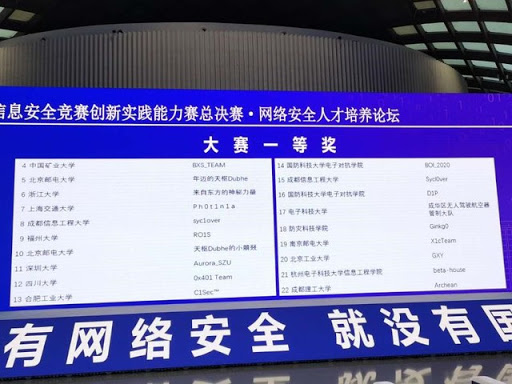 信息安全竞赛创新实践能力赛总决赛·网络安全人才培养论坛
大赛一等奖
4 中国矿业大学 BXS_TEAM
5 北京邮电大学 年迈的天枢Dubhe
6 浙江大学 来自东方的神秘力量
7 上海交通大学 Ph0t1n1a
8 成都信息工程大学 syc1over
9 福州大学 RO1S
10 北京邮电大学 天枢Dubhe的小颗粒
11 深圳大学 Aurora_SZU
12 四川大学 0x401 Team
13 合肥工业大学 C1Sec™
14 国防科技大学电子对抗学院 BOI_2020
15 成都信息工程大学 Syc0ver
16 国防科技大学电子对抗学院 D1P
17 电子科技大学 成华区无人驾驶航空器管制大队
18 防灾科技学院 Ginkg0
19 南京邮电大学 X1cTeam
20 北京工业大学 GXY
21 杭州电子科技大学信息工程学院 beta-house
22 成都理工大学 Archean
有网络安全 就没有国